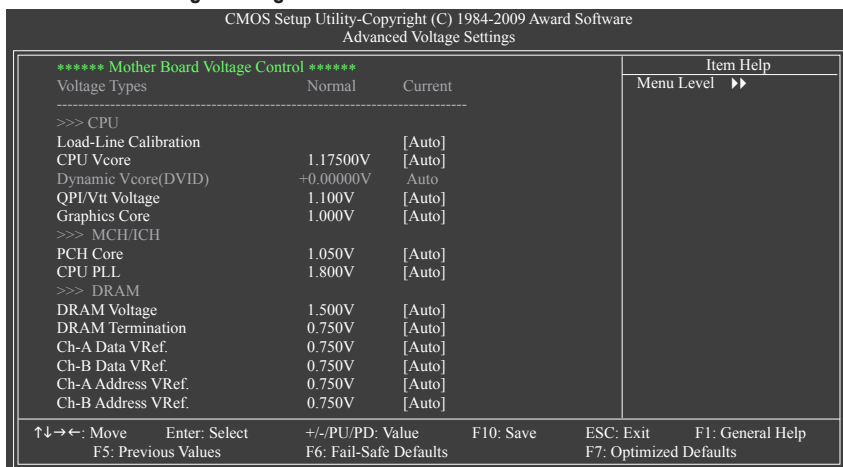 CMOS Setup Utility-Copyright (C) 1984-2009 Award Software
Advanced Voltage Settings
****** Mother Board Voltage Control ******
Item Help
Voltage Types Normal Current
Menu Level ▶▶
--------------------------------------------------------------------------------
>>> CPU
Load-Line Calibration [Auto]
CPU Vcore 1.17500V [Auto]
Dynamic Vcore(DVID) +0.00000V Auto
QPI/Vtt Voltage 1.100V [Auto]
Graphics Core 1.000V [Auto]
>>> MCH/ICH
PCH Core 1.050V [Auto]
CPU PLL 1.800V [Auto]
>>> DRAM
DRAM Voltage 1.500V [Auto]
DRAM Termination 0.750V [Auto]
Ch-A Data VRef. 0.750V [Auto]
Ch-B Data VRef. 0.750V [Auto]
Ch-A Address VRef. 0.750V [Auto]
Ch-B Address VRef. 0.750V [Auto]
↑↓→←: Move Enter: Select +/-/PU/PD: Value F10: Save ESC: Exit F1: General Help
F5: Previous Values F6: Fail-Safe Defaults F7: Optimized Defaults